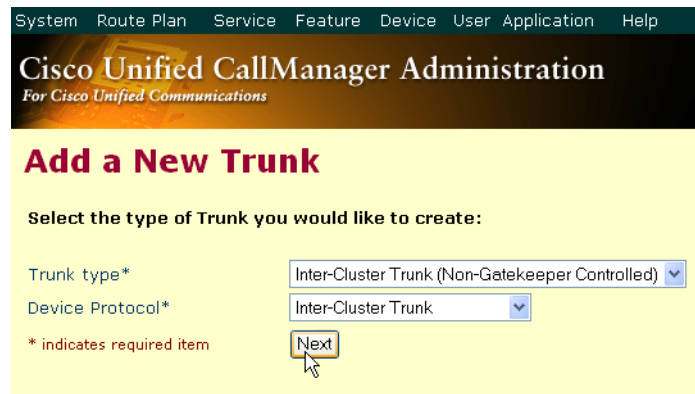 System Route Plan Service Feature Device User Application Help
Cisco Unified CallManager Administration
For Cisco Unified Communications
Add a New Trunk
Select the type of Trunk you would like to create:
Trunk type* Inter-Cluster Trunk (Non-Gatekeeper Controlled)
Device Protocol* Inter-Cluster Trunk
* indicates required item Next